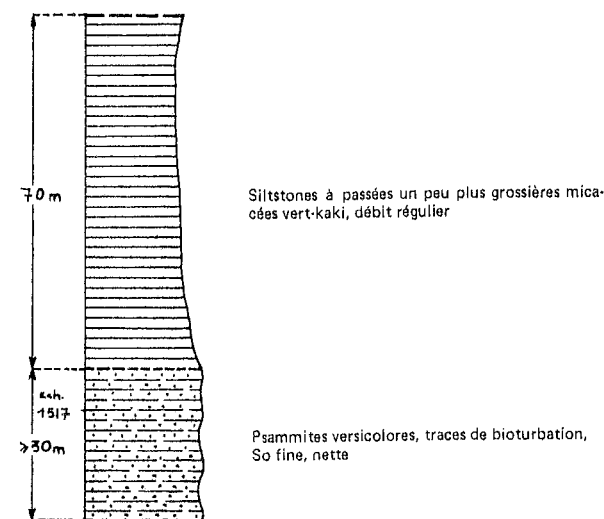 70 m
Siltstones à passées un peu plus grossières mica-
cées vert-kaki, débit régulier
ech.
1517
⩾30m
Psammites versicolores, traces de bioturbation,
So fine, nette